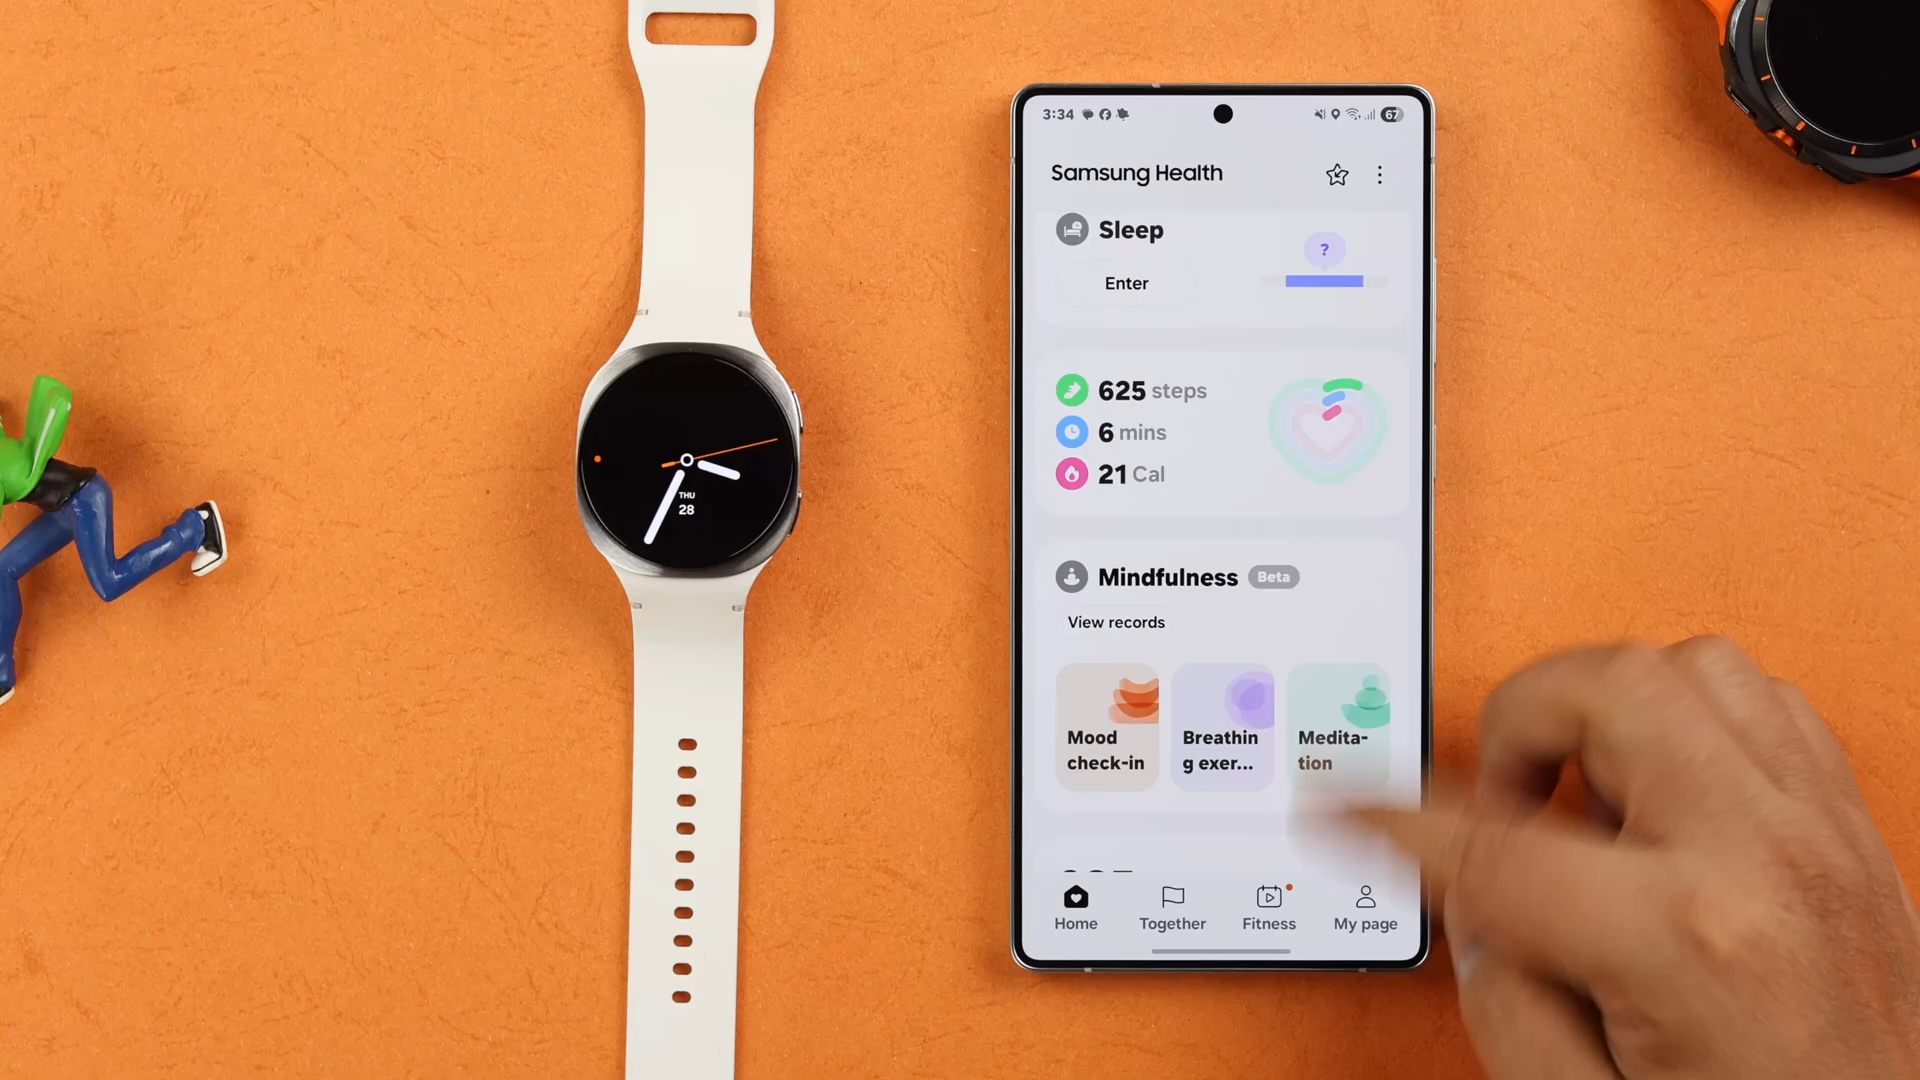 THU
28
3:34
67
Samsung Health
Sleep
?
Enter
625 steps
6 mins
21 Cal
Mindfulness Beta
View records
Mood
check-in
Breathin
g exer...
Medita-
tion
Home
Together
Fitness
My page